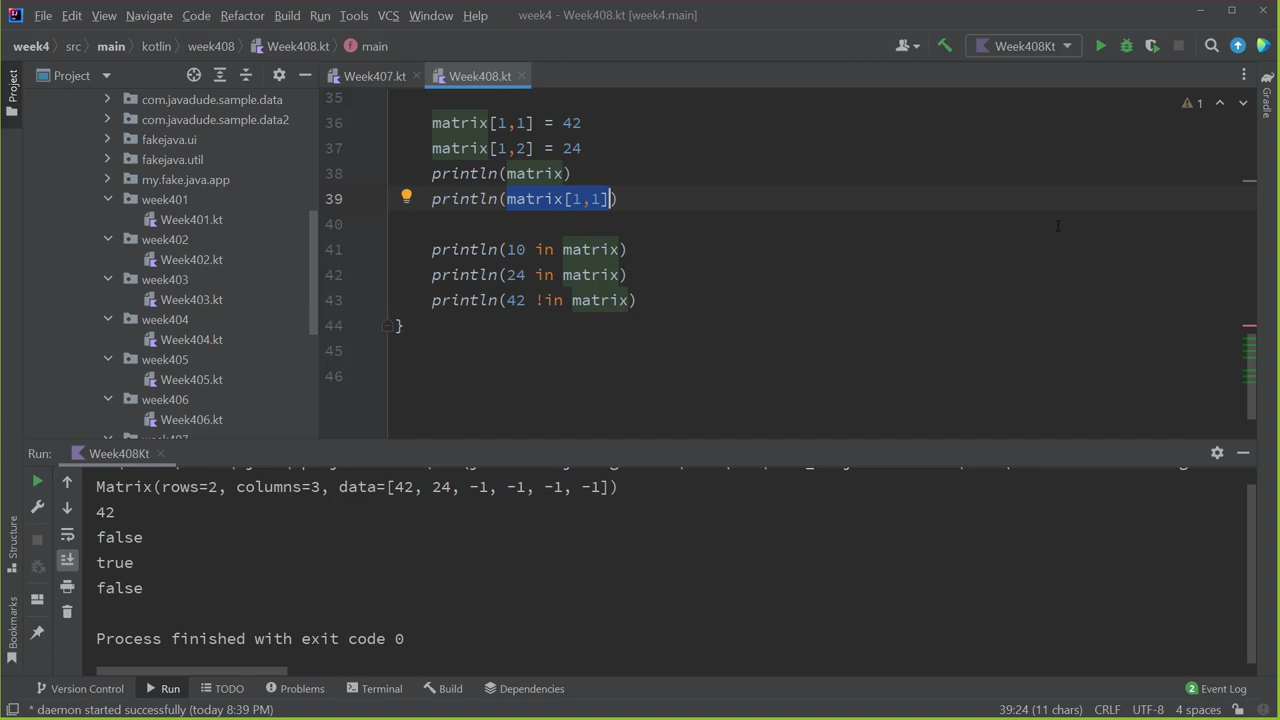 File Edit View Navigate Code Refactor Build Run Tools VCS Window Help week4 - Week408.kt [week4.main]
week4 src main kotlin week408 Week408.kt main Week408Kt
Project Week407.kt Week408.kt
Project
Gradle
com.javadude.sample.data
com.javadude.sample.data2
fakejava.ui
fakejava.util
my.fake.java.app
week401
Week401.kt
week402
Week402.kt
week403
Week403.kt
week404
Week404.kt
week405
Week405.kt
week406
Week406.kt
35
1
36 matrix[1,1] = 42
37 matrix[1,2] = 24
38 println(matrix)
39 println(matrix[1,1])
40
41 println(10 in matrix)
42 println(24 in matrix)
43 println(42 !in matrix)
44 }
45
46
Run: Week408Kt
Matrix(rows=2, columns=3, data=[42, 24, -1, -1, -1, -1])
42
false
true
false
Process finished with exit code 0
Structure
Bookmarks
Version Control Run TODO Problems Terminal Build Dependencies 2 Event Log
* daemon started successfully (today 8:39 PM) 39:24 (11 chars) CRLF UTF-8 4 spaces